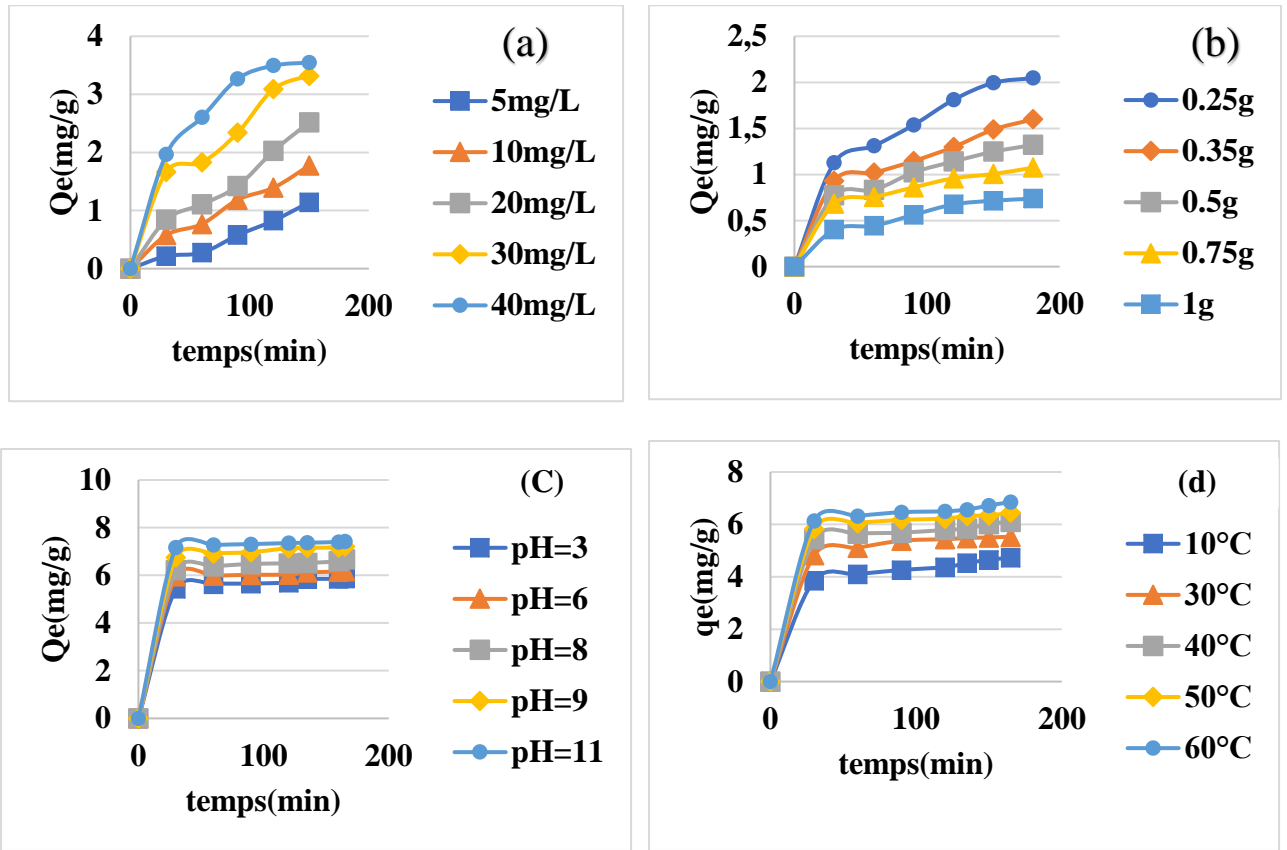 (a)
Qe(mg/g)
4
3
2
1
0
0 100 200
temps(min)
5mg/L
10mg/L
20mg/L
30mg/L
40mg/L
(b)
Qe(mg/g)
2,5
2
1,5
1
0,5
0
0 100 200
temps(min)
0.25g
0.35g
0.5g
0.75g
1g
(C)
Qe(mg/g)
10
8
6
4
2
0
0 100 200
temps(min)
pH=3
pH=6
pH=8
pH=9
pH=11
(d)
qe(mg/g)
8
6
4
2
0
0 100 200
temps(min)
10°C
30°C
40°C
50°C
60°C